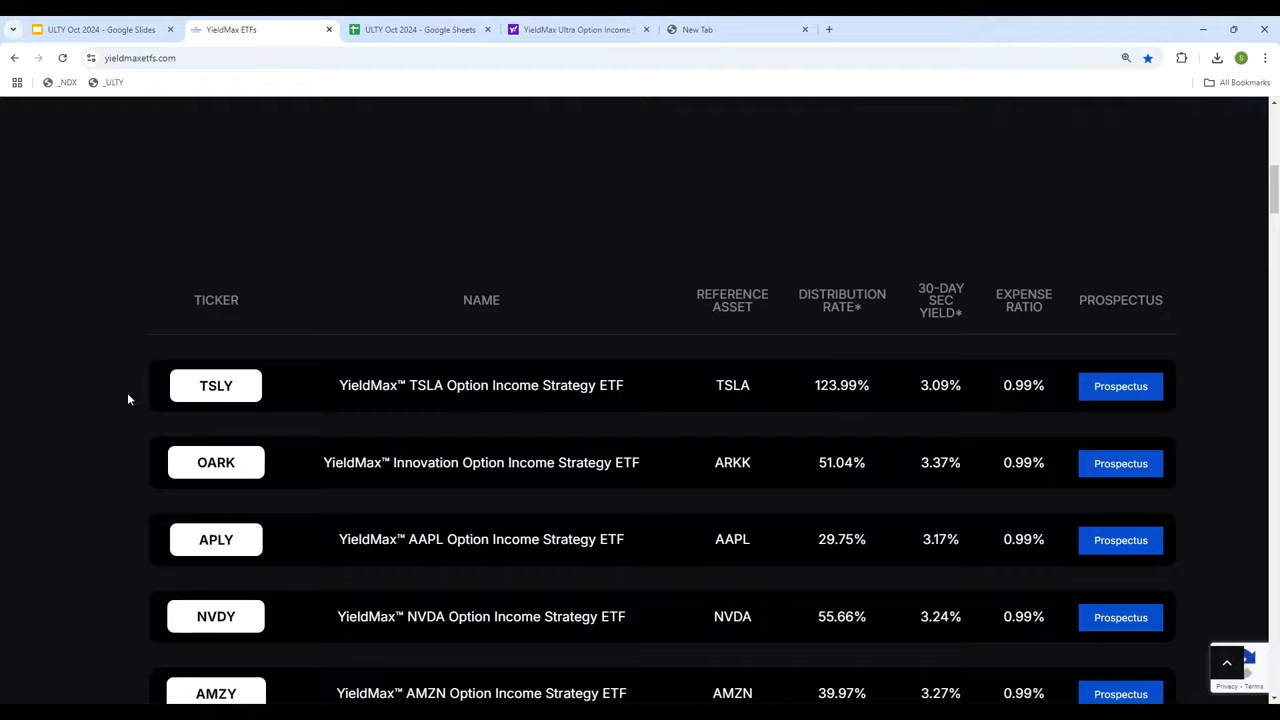 ULTY Oct 2024 - Google Slides
YieldMax ETFs
ULTY Oct 2024 - Google Sheets
YieldMax Ultra Option Income S
New Tab
yieldmaxetfs.com
_NDX
_ULTY
All Bookmarks
TICKER
NAME
REFERENCE
ASSET
DISTRIBUTION
RATE*
30-DAY
SEC
YIELD*
EXPENSE
RATIO
PROSPECTUS
TSLY YieldMax™ TSLA Option Income Strategy ETF TSLA 123.99% 3.09% 0.99% Prospectus
OARK YieldMax™ Innovation Option Income Strategy ETF ARKK 51.04% 3.37% 0.99% Prospectus
APLY YieldMax™ AAPL Option Income Strategy ETF AAPL 29.75% 3.17% 0.99% Prospectus
NVDY YieldMax™ NVDA Option Income Strategy ETF NVDA 55.66% 3.24% 0.99% Prospectus
AMZY YieldMax™ AMZN Option Income Strategy ETF AMZN 39.97% 3.27% 0.99% Prospectus
Privacy - Terms